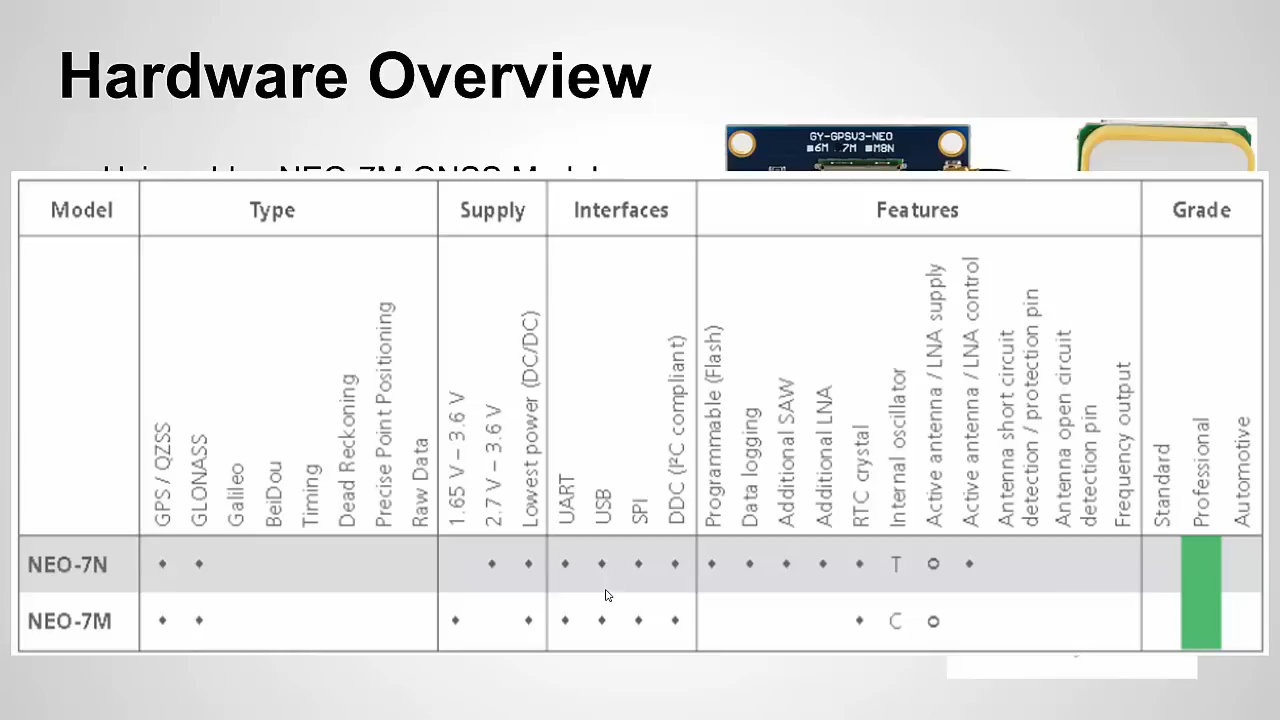 Hardware Overview
GY-GPSV3-NEO
6M 7M M8N
NEO-7M GNSS
Model Type Supply Interfaces Features Grade
GPS / QZSS
GLONASS
Galileo
BeiDou
Timing
Dead Reckoning
Precise Point Positioning
Raw Data
1.65 V – 3.6 V
2.7 V – 3.6 V
Lowest power (DC/DC)
UART
USB
SPI
DDC (I²C compliant)
Programmable (Flash)
Data logging
Additional SAW
Additional LNA
RTC crystal
Internal oscillator
Active antenna / LNA supply
Active antenna / LNA control
Antenna short circuit
detection / protection pin
Antenna open circuit
detection pin
Frequency output
Standard
Professional
Automotive
NEO-7N • • • • • • • • • • • • • T o •
NEO-7M • • • • • • • • • C o